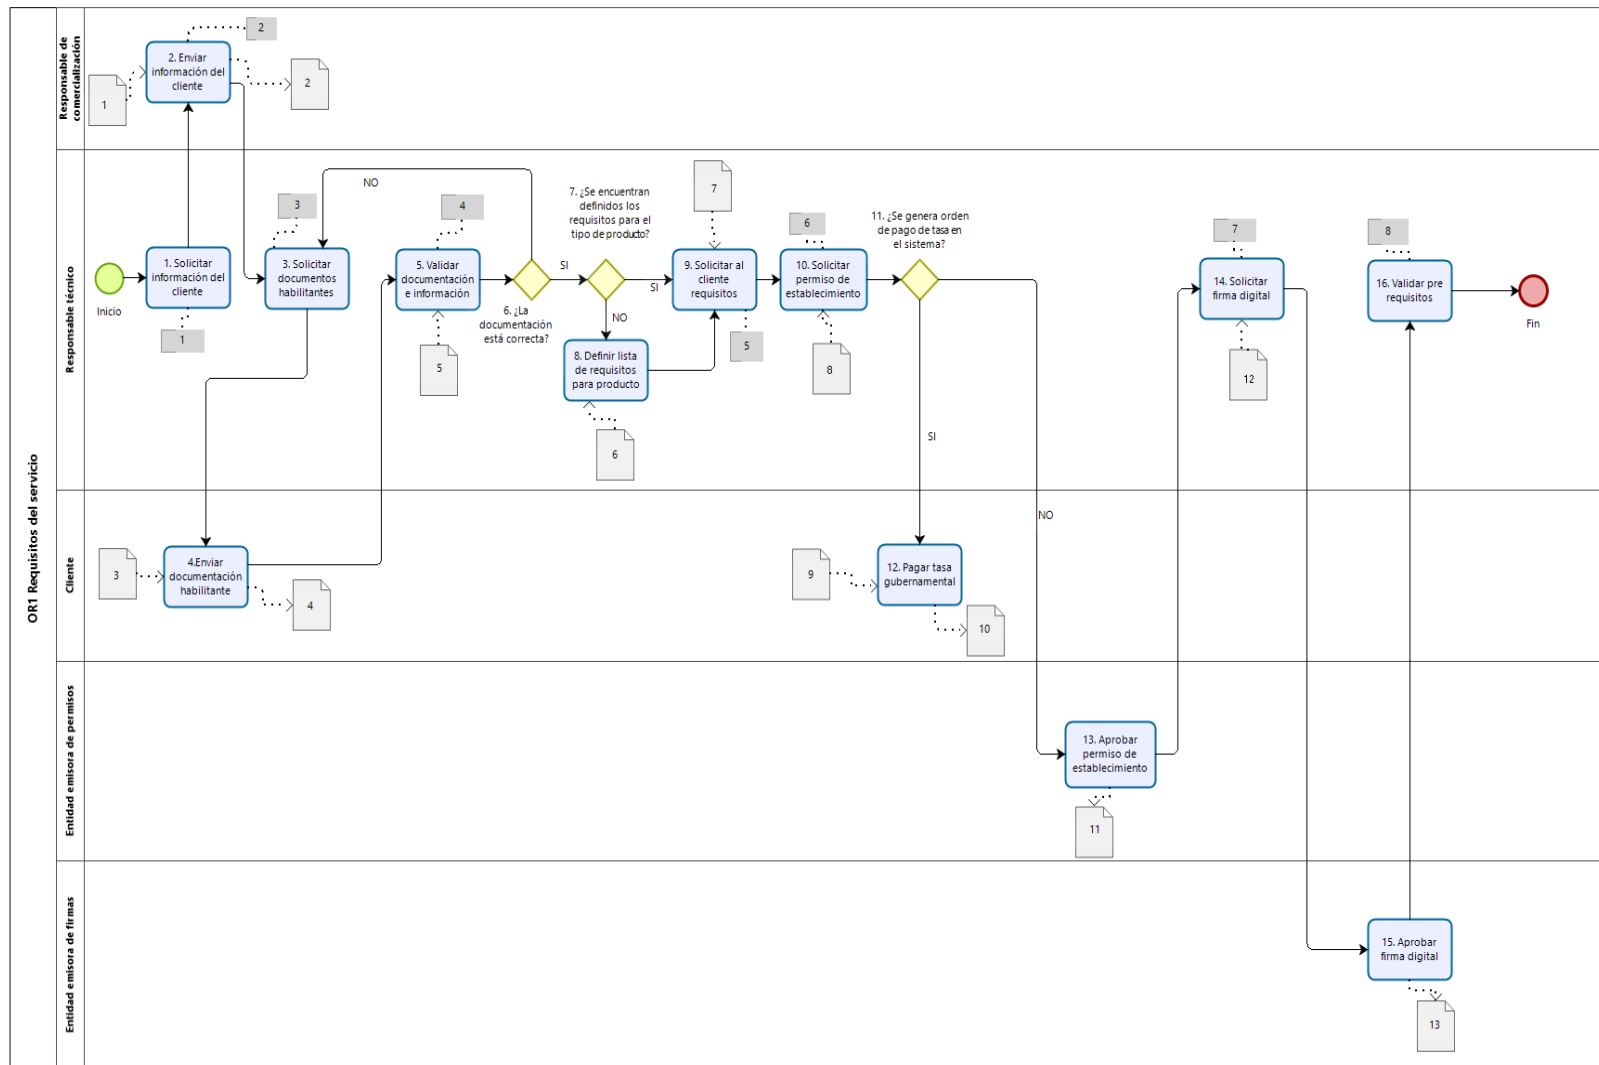 OR1 Requisitos del servicio
Responsable de
comercialización
2
2. Enviar
información del
cliente
1
2
Responsable técnico
Inicio
1. Solicitar
información del
cliente
1
3
3. Solicitar
documentos
habilitantes
NO
4
5. Validar
documentación
e información
5
6. ¿La
documentación
está correcta?
SI
7. ¿Se encuentran
definidos los
requisitos para el
tipo de producto?
SI
NO
8. Definir lista
de requisitos
para producto
6
7
9. Solicitar al
cliente
requisitos
5
6
10. Solicitar
permiso de
establecimiento
8
11. ¿Se genera orden
de pago de tasa en
el sistema?
SI
NO
7
14. Solicitar
firma digital
12
8
16. Validar pre
requisitos
Fin
Cliente
3
4.Enviar
documentación
habilitante
4
9
12. Pagar tasa
gubernamental
10
Entidad emisora de permisos
13. Aprobar
permiso de
establecimiento
11
Entidad emisora de firmas
15. Aprobar
firma digital
13